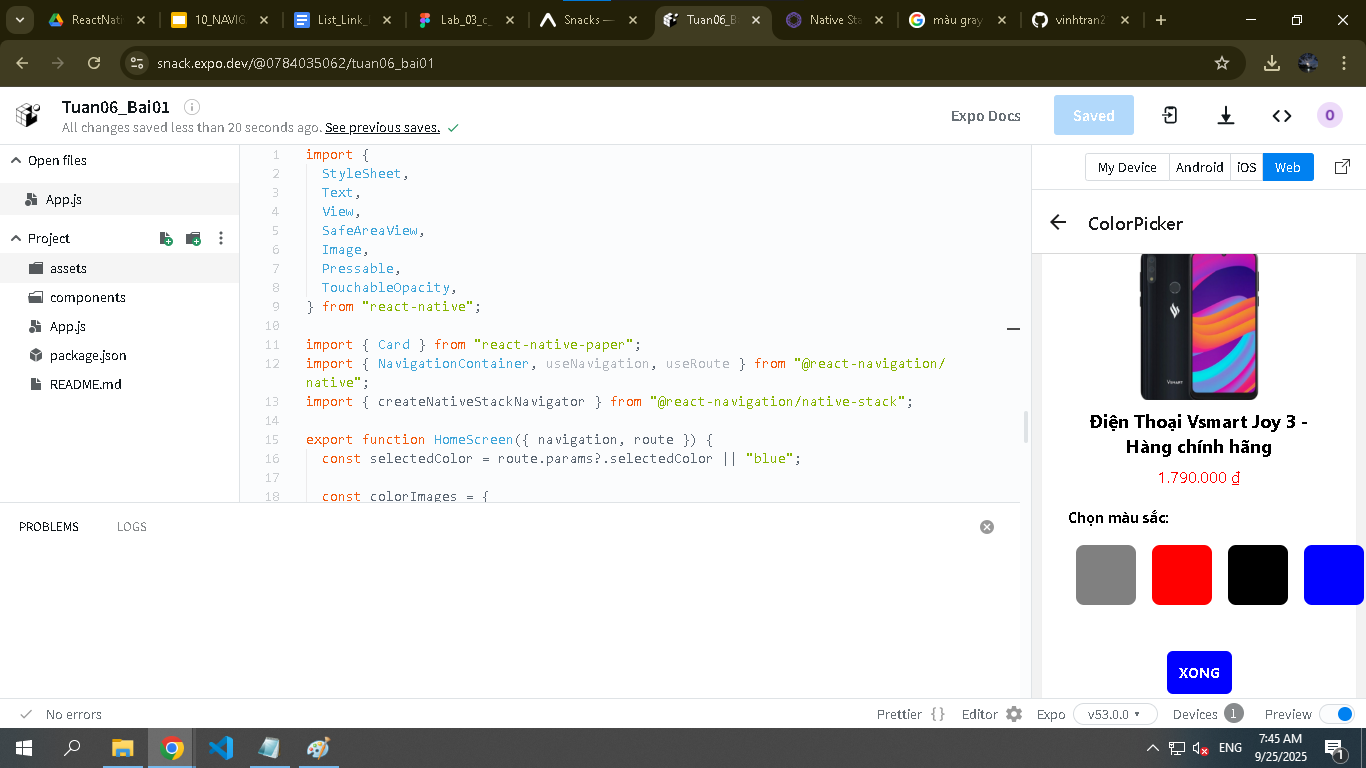 ReactNati
10_NAVIG
List_Link_
Lab_03_c_
Snacks —
Tuan06_B
Native Sta
màu gray
vinhtran2
snack.expo.dev/@0784035062/tuan06_bai01
Tuan06_Bai01
All changes saved less than 20 seconds ago. See previous saves.
Expo Docs
Saved
O
Open files
App.js
Project
assets
components
App.js
package.json
README.md
1 import {
2 StyleSheet,
3 Text,
4 View,
5 SafeAreaView,
6 Image,
7 Pressable,
8 TouchableOpacity,
9 } from "react-native";
10
11 import { Card } from "react-native-paper";
12 import { NavigationContainer, useNavigation, useRoute } from "@react-navigation/
native";
13 import { createNativeStackNavigator } from "@react-navigation/native-stack";
14
15 export function HomeScreen({ navigation, route }) {
16 const selectedColor = route.params?.selectedColor || "blue";
17
18 const colorImages = {
My Device
Android
iOS
Web
ColorPicker
Vsmart
Điện Thoại Vsmart Joy 3 -
Hàng chính hãng
1.790.000 ₫
Chọn màu sắc:
XONG
PROBLEMS
LOGS
No errors
Prettier { }
Editor
Expo
v53.0.0
Devices 1
Preview
ENG
7:45 AM
9/25/2025
1